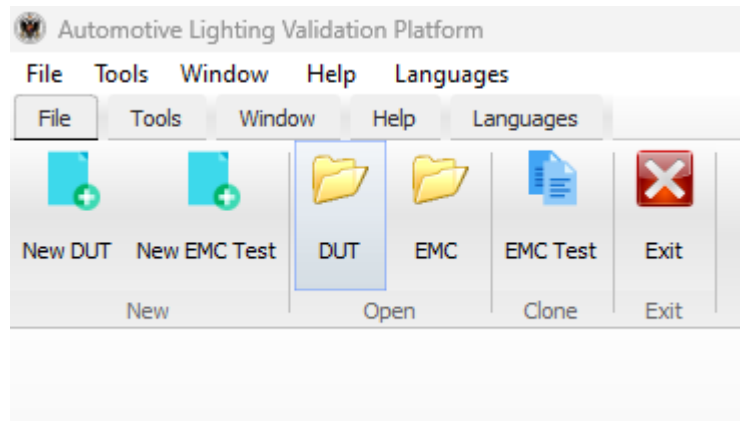 Automotive Lighting Validation Platform
File Tools Window Help Languages
File Tools Window Help Languages
New DUT New EMC Test DUT EMC EMC Test Exit
New Open Clone Exit